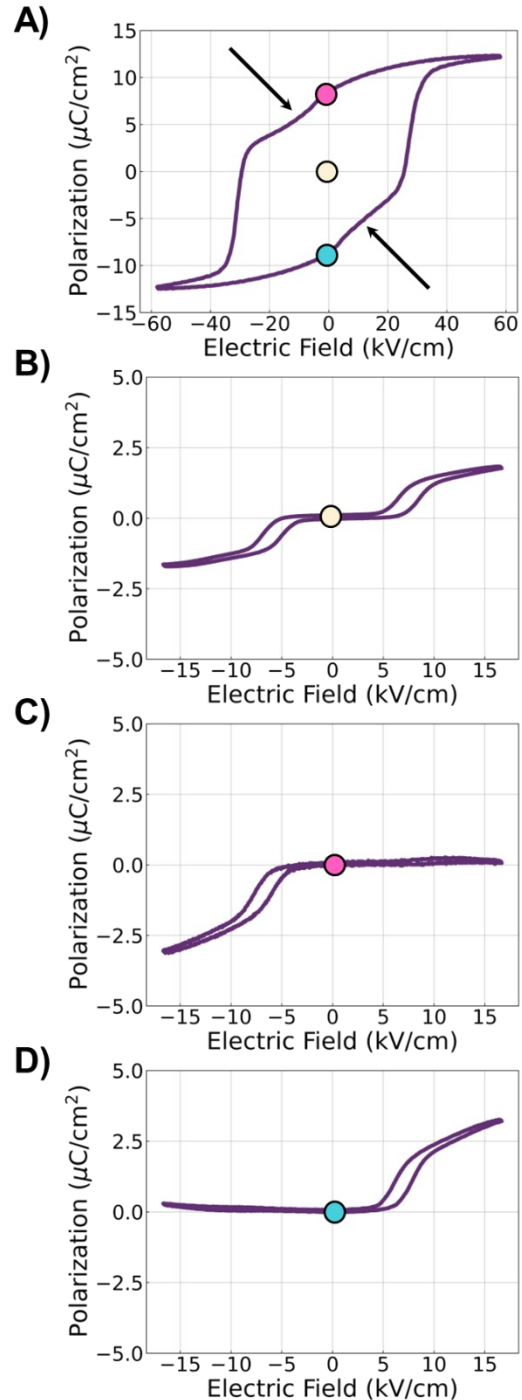 A)
Polarization (μC/cm²)
15
10
5
0
−5
−10
−15
−60 −40 −20 0 20 40 60
Electric Field (kV/cm)
B)
Polarization (μC/cm²)
5.0
2.5
0.0
−2.5
−5.0
−15 −10 −5 0 5 10 15
Electric Field (kV/cm)
C)
Polarization (μC/cm²)
5.0
2.5
0.0
−2.5
−5.0
−15 −10 −5 0 5 10 15
Electric Field (kV/cm)
D)
Polarization (μC/cm²)
5.0
2.5
0.0
−2.5
−5.0
−15 −10 −5 0 5 10 15
Electric Field (kV/cm)